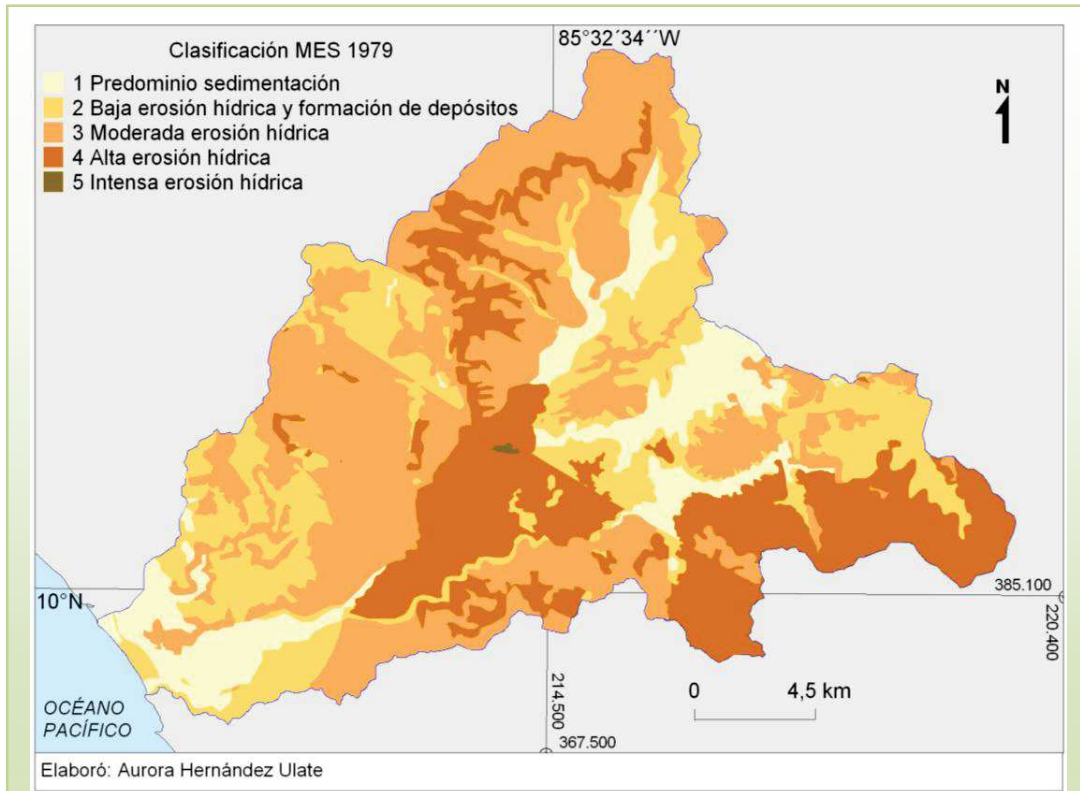 Clasificación MES 1979
85°32´34´´W
1 Predominio sedimentación
2 Baja erosión hídrica y formación de depósitos
3 Moderada erosión hídrica
4 Alta erosión hídrica
5 Intensa erosión hídrica
N
10°N
385.100
220.400
OCÉANO
PACÍFICO
214.500
367.500
0 4,5 km
Elaboró: Aurora Hernández Ulate